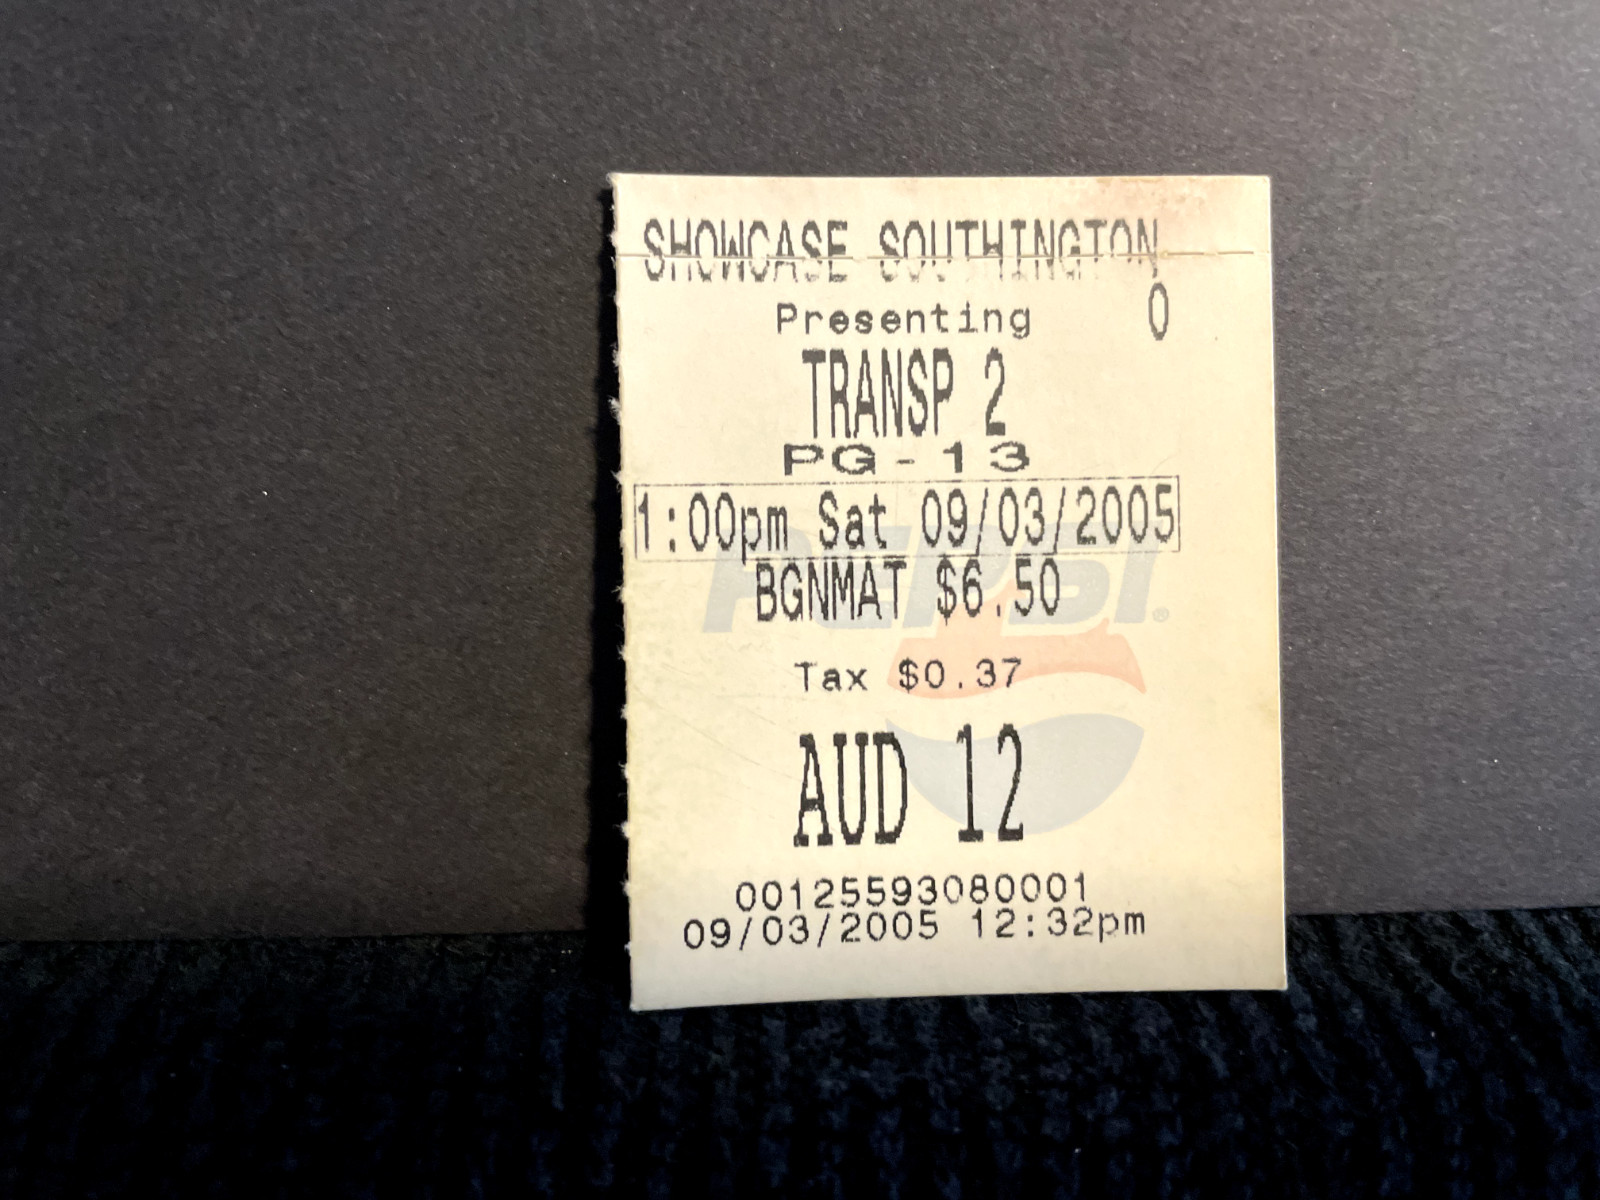 SHOWCASE SOUTHINGTON
Presenting 0
TRANSP 2
PG-13
1:00pm Sat 09/03/2005
PEPSI®
BGNMAT $6.50
Tax $0.37
AUD 12
00125593080001
09/03/2005 12:32pm